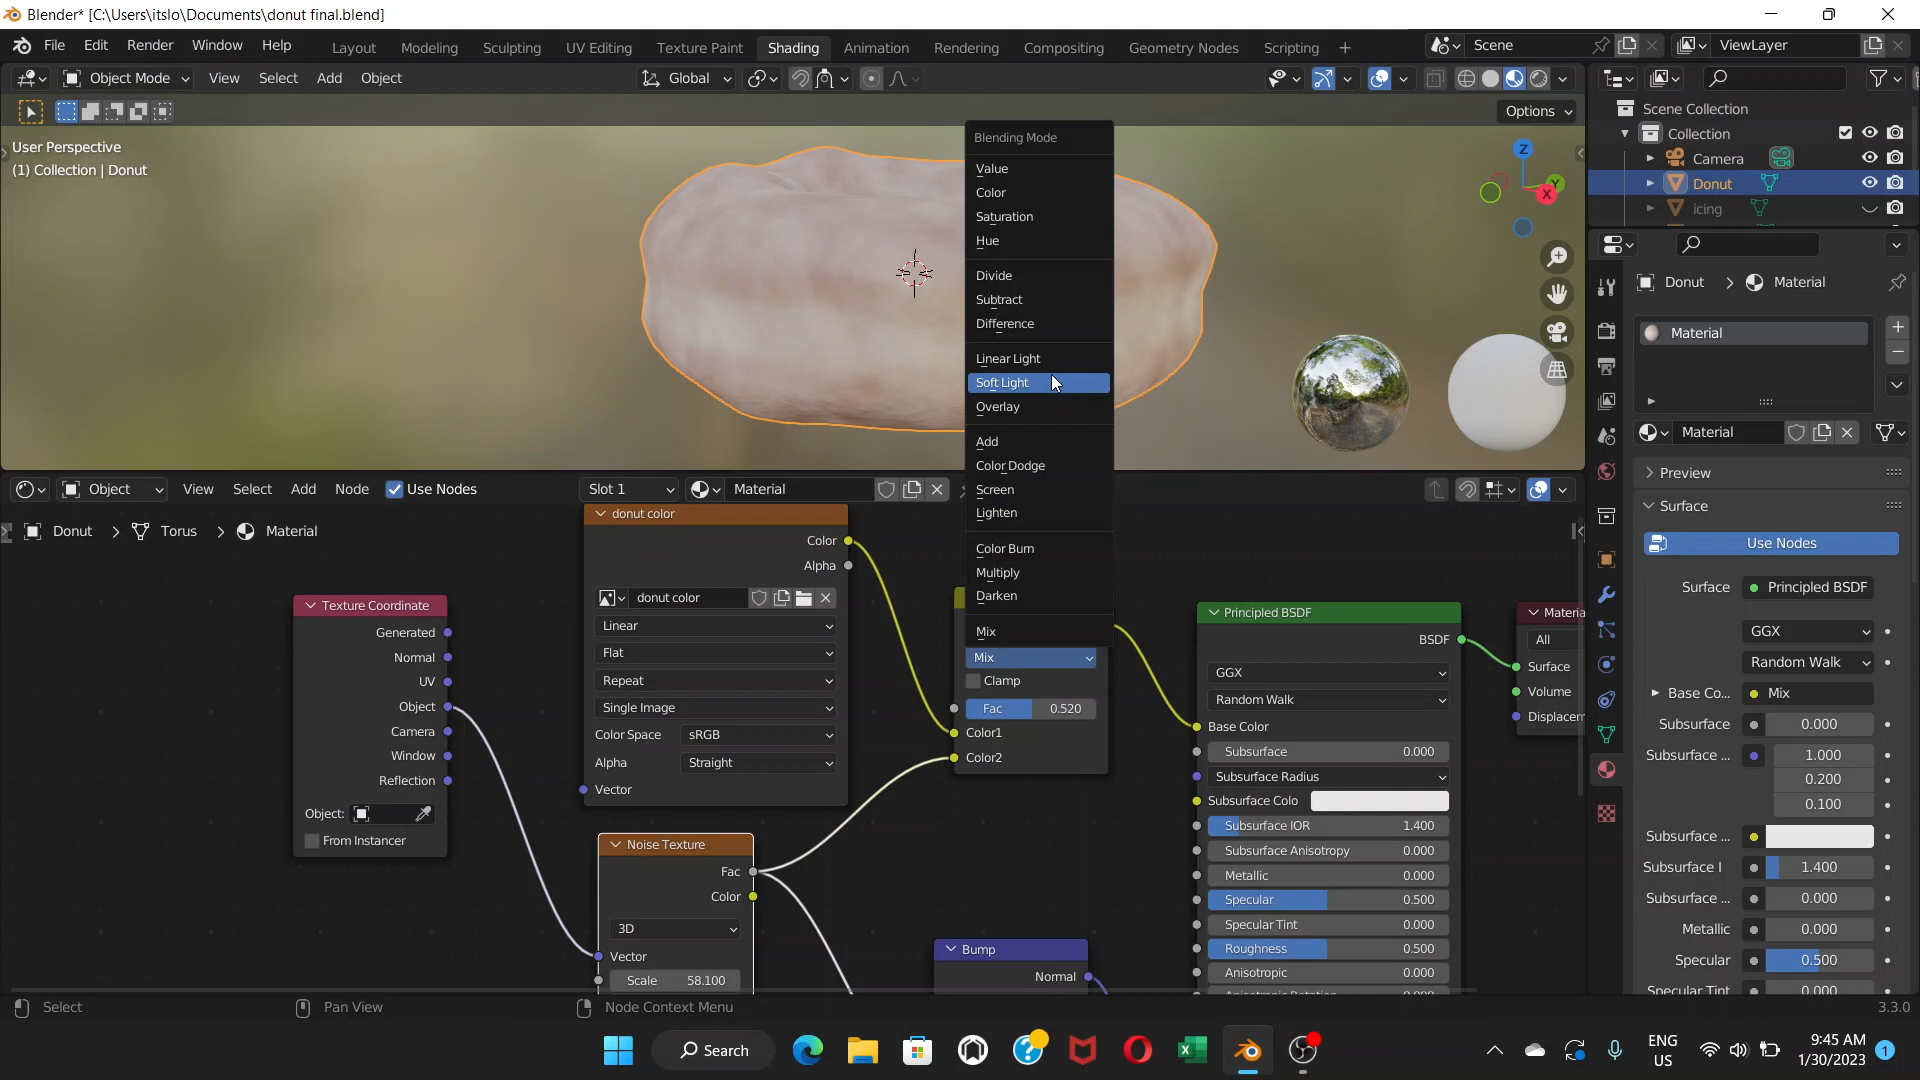 Blender* [C:\Users\itslo\Documents\donut final.blend]
File Edit Render Window Help Layout Modeling Sculpting UV Editing Texture Paint Shading Animation Rendering Compositing Geometry Nodes Scripting + Scene ViewLayer
Object Mode View Select Add Object Global
Options
User Perspective
(1) Collection | Donut
Z
Y
X
Blending Mode
Value
Color
Saturation
Hue
Divide
Subtract
Difference
Linear Light
Soft Light
Overlay
Add
Color Dodge
Screen
Lighten
Color Burn
Multiply
Darken
Mix
Scene Collection
Collection
Camera
Donut
icing
Donut > Material
Material
Material
Preview
Surface
Use Nodes
Surface Principled BSDF
GGX
Random Walk
Base Co... Mix
Subsurface 0.000
Subsurface ... 1.000
0.200
0.100
Subsurface ...
Subsurface I 1.400
Subsurface ... 0.000
Metallic 0.000
Specular 0.500
Specular Tint 0.000
Object View Select Add Node Use Nodes Slot 1 Material
Donut > Torus > Material
Texture Coordinate
Generated
Normal
UV
Object
Camera
Window
Reflection
Object:
From Instancer
donut color
Color
Alpha
donut color
Linear
Flat
Repeat
Single Image
Color Space sRGB
Alpha Straight
Vector
Noise Texture
Fac
Color
3D
Vector
Scale 58.100
Mix
Clamp
Fac 0.520
Color1
Color2
Bump
Normal
Principled BSDF
BSDF
GGX
Random Walk
Base Color
Subsurface 0.000
Subsurface Radius
Subsurface Colo
Subsurface IOR 1.400
Subsurface Anisotropy 0.000
Metallic 0.000
Specular 0.500
Specular Tint 0.000
Roughness 0.500
Anisotropic 0.000
Materia
All
Surface
Volume
Displacem
Select Pan View Node Context Menu 3.3.0
Search
ENG
US
9:45 AM
1/30/2023
1